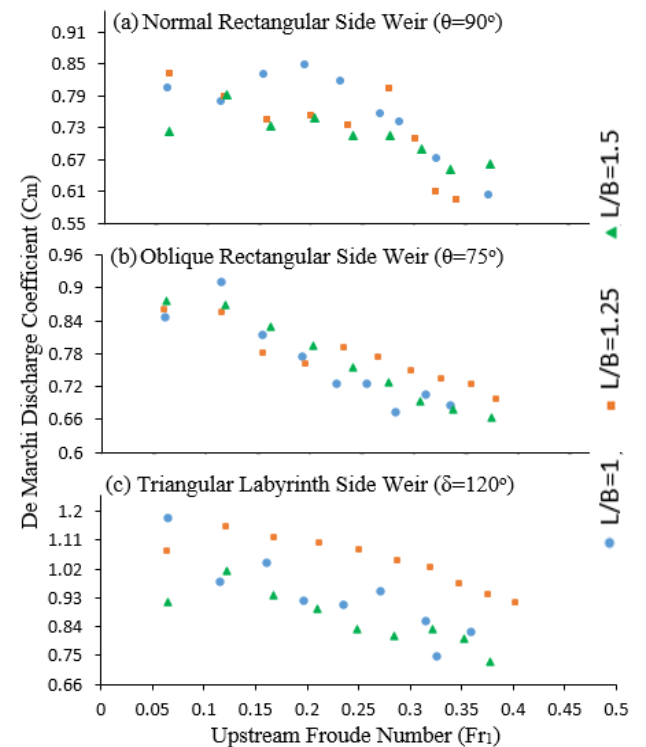 (a) Normal Rectangular Side Weir (θ=90°)
0.91
0.85
0.79
0.73
0.67
0.61
0.55
(b) Oblique Rectangular Side Weir (θ=75°)
0.96
0.9
0.84
0.78
0.72
0.66
0.6
(c) Triangular Labyrinth Side Weir (δ=120°)
1.2
1.11
1.02
0.93
0.84
0.75
0.66
0 0.05 0.1 0.15 0.2 0.25 0.3 0.35 0.4 0.45 0.5
Upstream Froude Number (Fr₁)
De Marchi Discharge Coefficient (Cm)
L/B=1
L/B=1.25
L/B=1.5